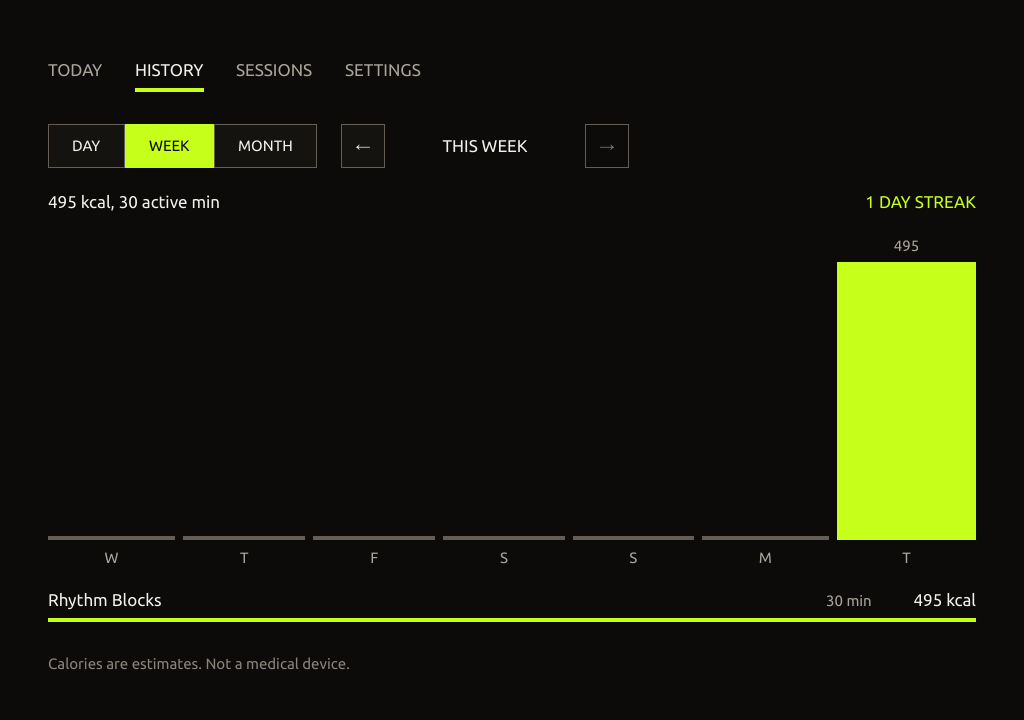 TODAY HISTORY SESSIONS SETTINGS
DAY WEEK MONTH ← THIS WEEK →
495 kcal, 30 active min 1 DAY STREAK
495
W T F S S M T
Rhythm Blocks 30 min 495 kcal
Calories are estimates. Not a medical device.